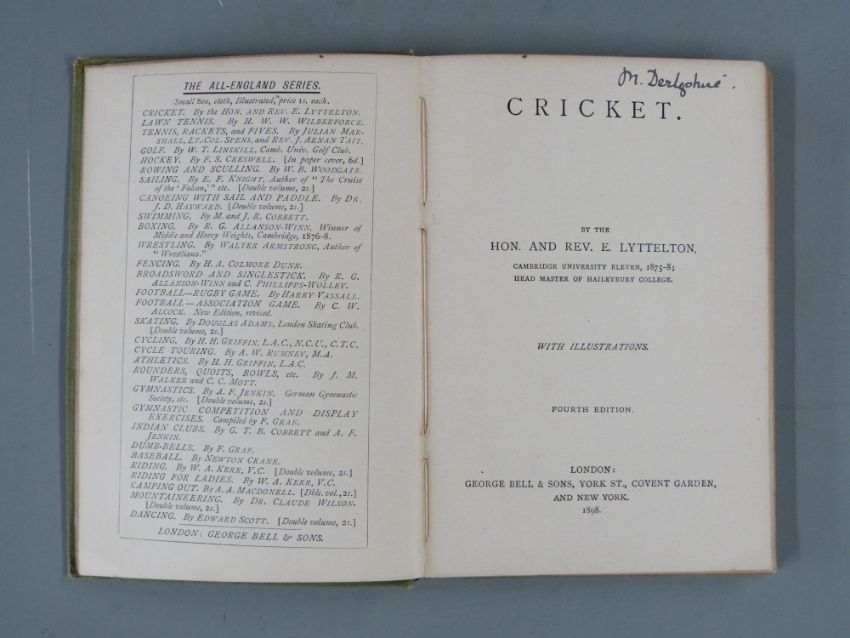 THE ALL-ENGLAND SERIES.
Small 8vo, cloth, Illustrated, price 1s. each.
CRICKET. By the HON. AND REV. E. LYTTELTON.
LAWN TENNIS. By H. W. W. WILBERFORCE.
TENNIS, RACKETS, and FIVES. By JULIAN MAR-
SHALL, LT.-COL. SPENS, and REV. J. ARNAN TAIT.
GOLF. By W. T. LINSKILL, Camb. Univ. Golf Club.
HOCKEY. By F. S. CRESWELL. [In paper cover, 6d.]
ROWING AND SCULLING. By W. B. WOODGATE.
SAILING. By E. F. KNIGHT, Author of "The Cruise
of the 'Falcon,'" etc. [Double volume, 2s.]
CANOEING WITH SAIL AND PADDLE. By DR.
J. D. HAYWARD. [Double volume, 2s.]
SWIMMING. By M. and J. R. COBBETT.
BOXING. By R. G. ALLANSON-WINN, Winner of
Middle and Heavy Weights, Cambridge, 1876-8.
WRESTLING. By WALTER ARMSTRONG, Author of
"Wrestliana."
FENCING. By H. A. COLMORE DUNN.
BROADSWORD AND SINGLESTICK. By R. G.
ALLANSON-WINN and C. PHILLIPPS-WOLLEY.
FOOTBALL—RUGBY GAME. By HARRY VASSALL.
FOOTBALL—ASSOCIATION GAME. By C. W.
ALCOCK. New Edition, revised.
SKATING. By DOUGLAS ADAMS, London Skating Club.
[Double volume, 2s.]
CYCLING. By H. H. GRIFFIN, L.A.C., N.C.U., C.T.C.
CYCLE TOURING. By A. W. RUMNEY, M.A.
ATHLETICS. By H. H. GRIFFIN, L.A.C.
ROUNDERS, QUOITS, BOWLS, etc. By J. M.
WALKER and C. C. MOTT.
GYMNASTICS. By A. F. JENKIN. German Gymnastic
Society, etc. [Double volume, 2s.]
GYMNASTIC COMPETITION AND DISPLAY
EXERCISES. Compiled by F. GRAF.
INDIAN CLUBS. By G. T. B. COBBETT and A. F.
JENKIN.
DUMB-BELLS. By F. GRAF.
BASEBALL. By NEWTON CRANE.
RIDING. By W. A. KERR, V.C. [Double volume, 2s.]
RIDING FOR LADIES. By W. A. KERR, V.C.
CAMPING OUT. By A. A. MACDONELL. [Dble. vol., 2s.]
MOUNTAINEERING. By DR. CLAUDE WILSON.
[Double volume, 2s.]
DANCING. By EDWARD SCOTT. [Double volume, 2s.]
LONDON: GEORGE BELL & SONS.
M. Derbyshire.
CRICKET.
BY THE
HON. AND REV. E. LYTTELTON,
CAMBRIDGE UNIVERSITY ELEVEN, 1875-8;
HEAD MASTER OF HAILEYBURY COLLEGE.
WITH ILLUSTRATIONS.
FOURTH EDITION.
LONDON:
GEORGE BELL & SONS, YORK ST., COVENT GARDEN,
AND NEW YORK.
1898.